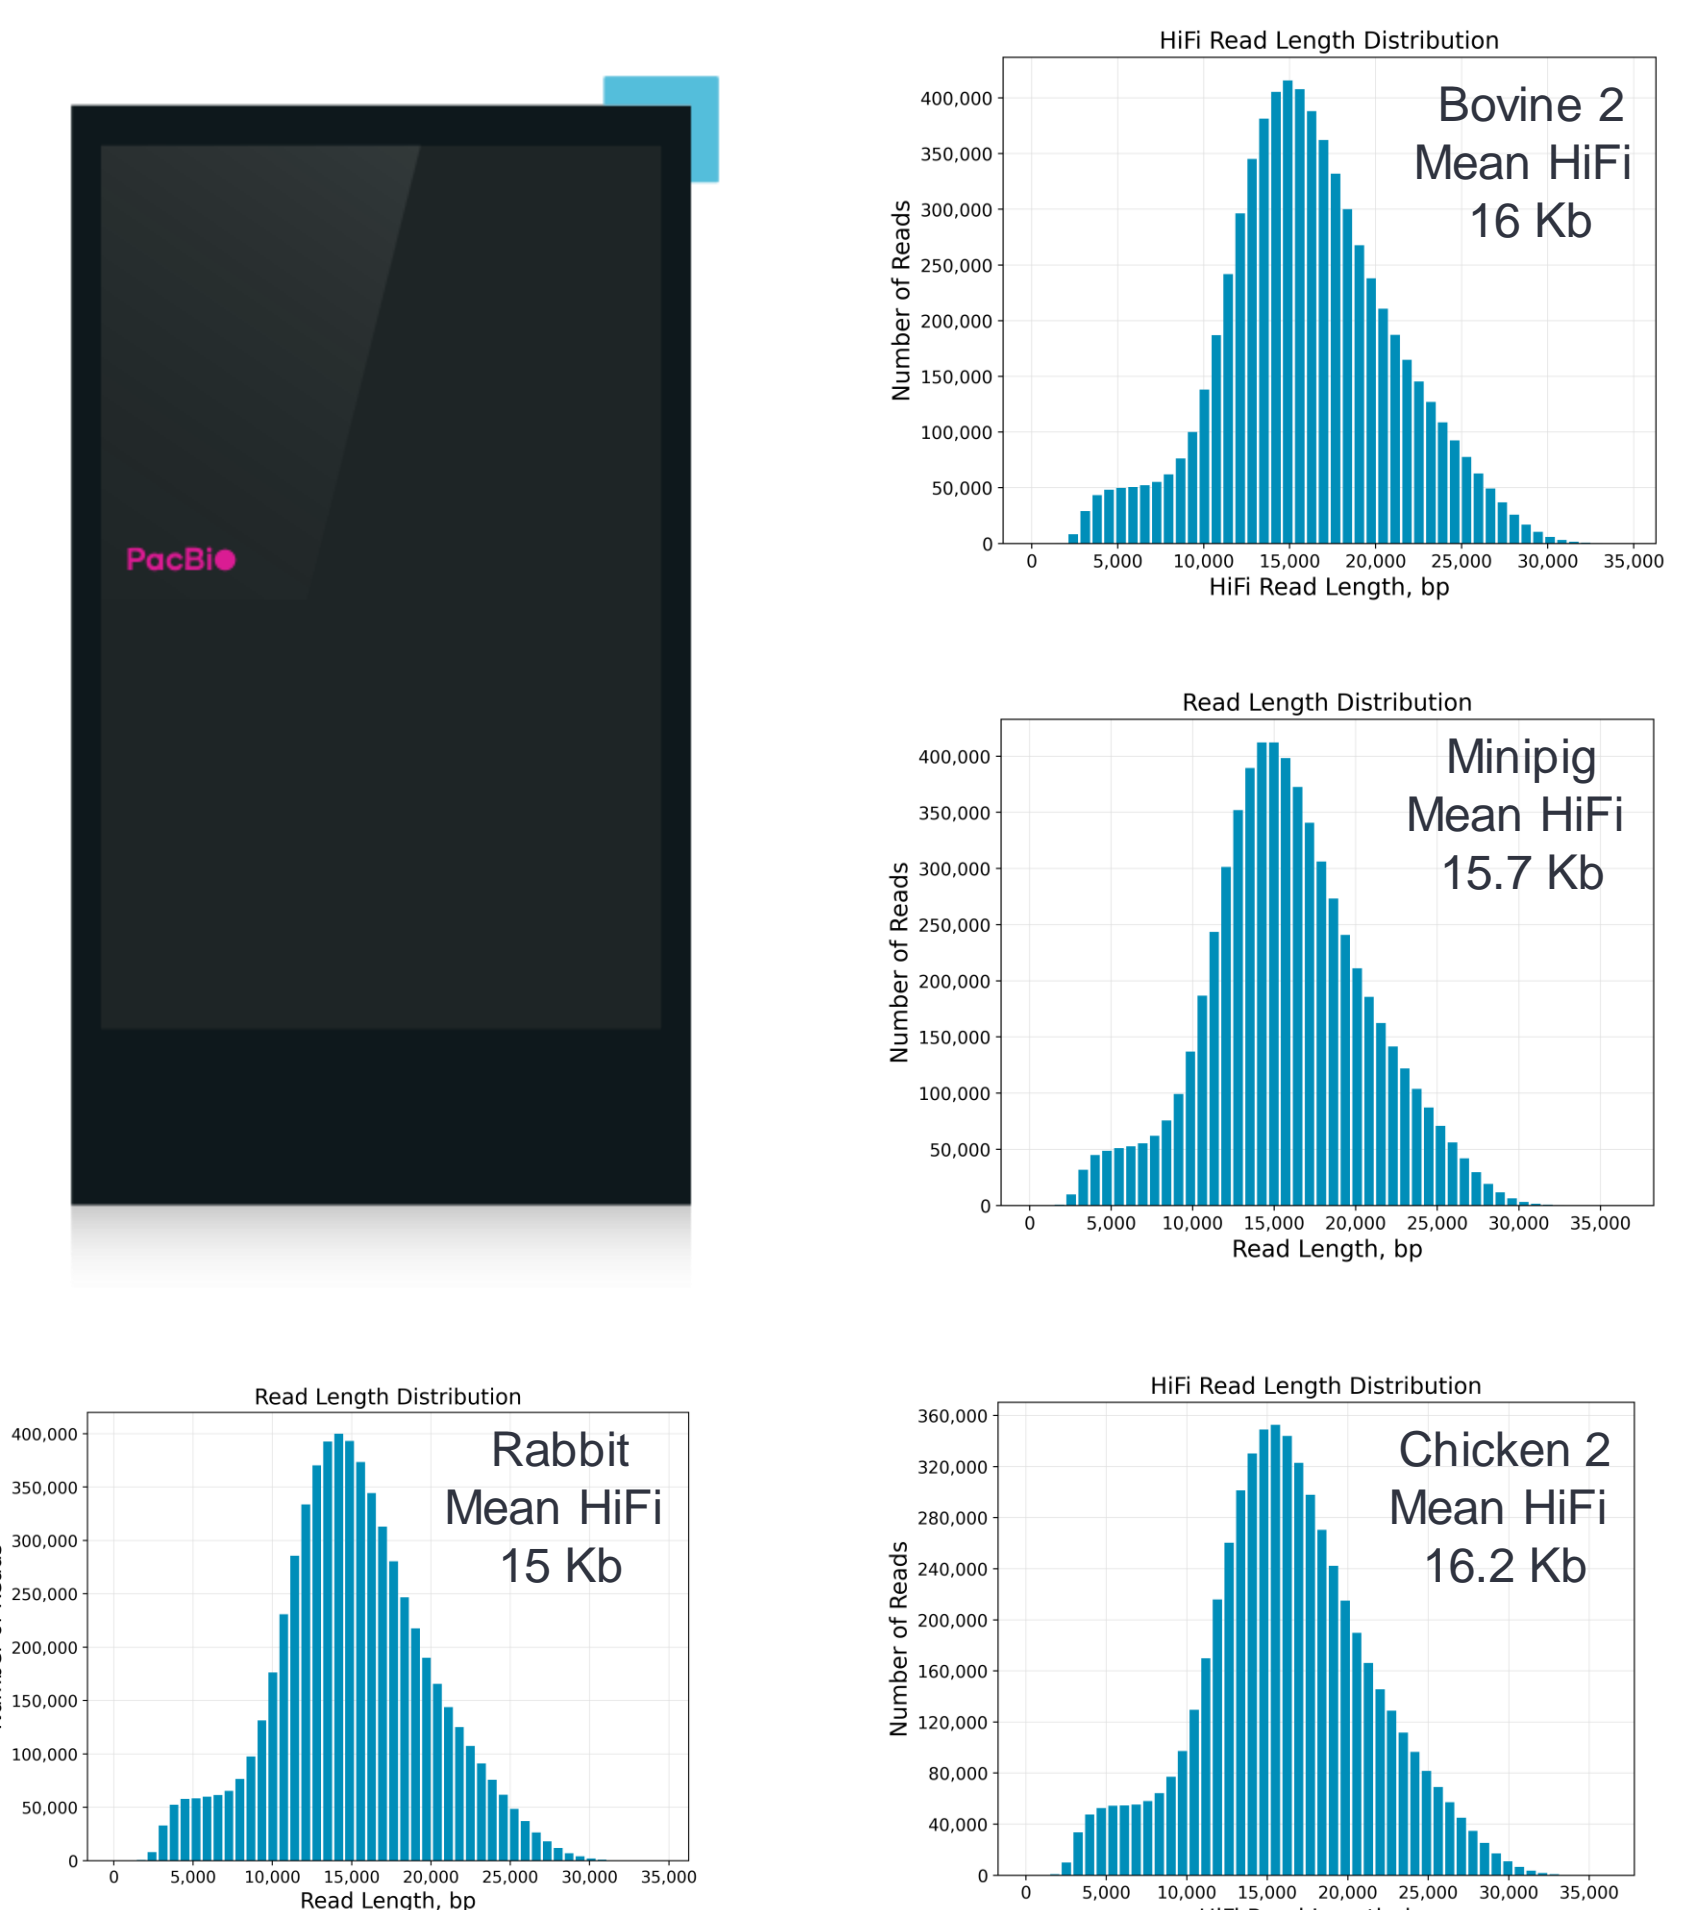 PacBio
HiFi Read Length Distribution
Bovine 2
Mean HiFi
16 Kb
Number of Reads
400,000
350,000
300,000
250,000
200,000
150,000
100,000
50,000
0
0 5,000 10,000 15,000 20,000 25,000 30,000 35,000
HiFi Read Length, bp
Read Length Distribution
Minipig
Mean HiFi
15.7 Kb
Number of Reads
400,000
350,000
300,000
250,000
200,000
150,000
100,000
50,000
0
0 5,000 10,000 15,000 20,000 25,000 30,000 35,000
Read Length, bp
Read Length Distribution
Rabbit
Mean HiFi
15 Kb
400,000
350,000
300,000
250,000
200,000
150,000
100,000
50,000
0
0 5,000 10,000 15,000 20,000 25,000 30,000 35,000
Read Length, bp
HiFi Read Length Distribution
Chicken 2
Mean HiFi
16.2 Kb
Number of Reads
360,000
320,000
280,000
240,000
200,000
160,000
120,000
80,000
40,000
0
0 5,000 10,000 15,000 20,000 25,000 30,000 35,000